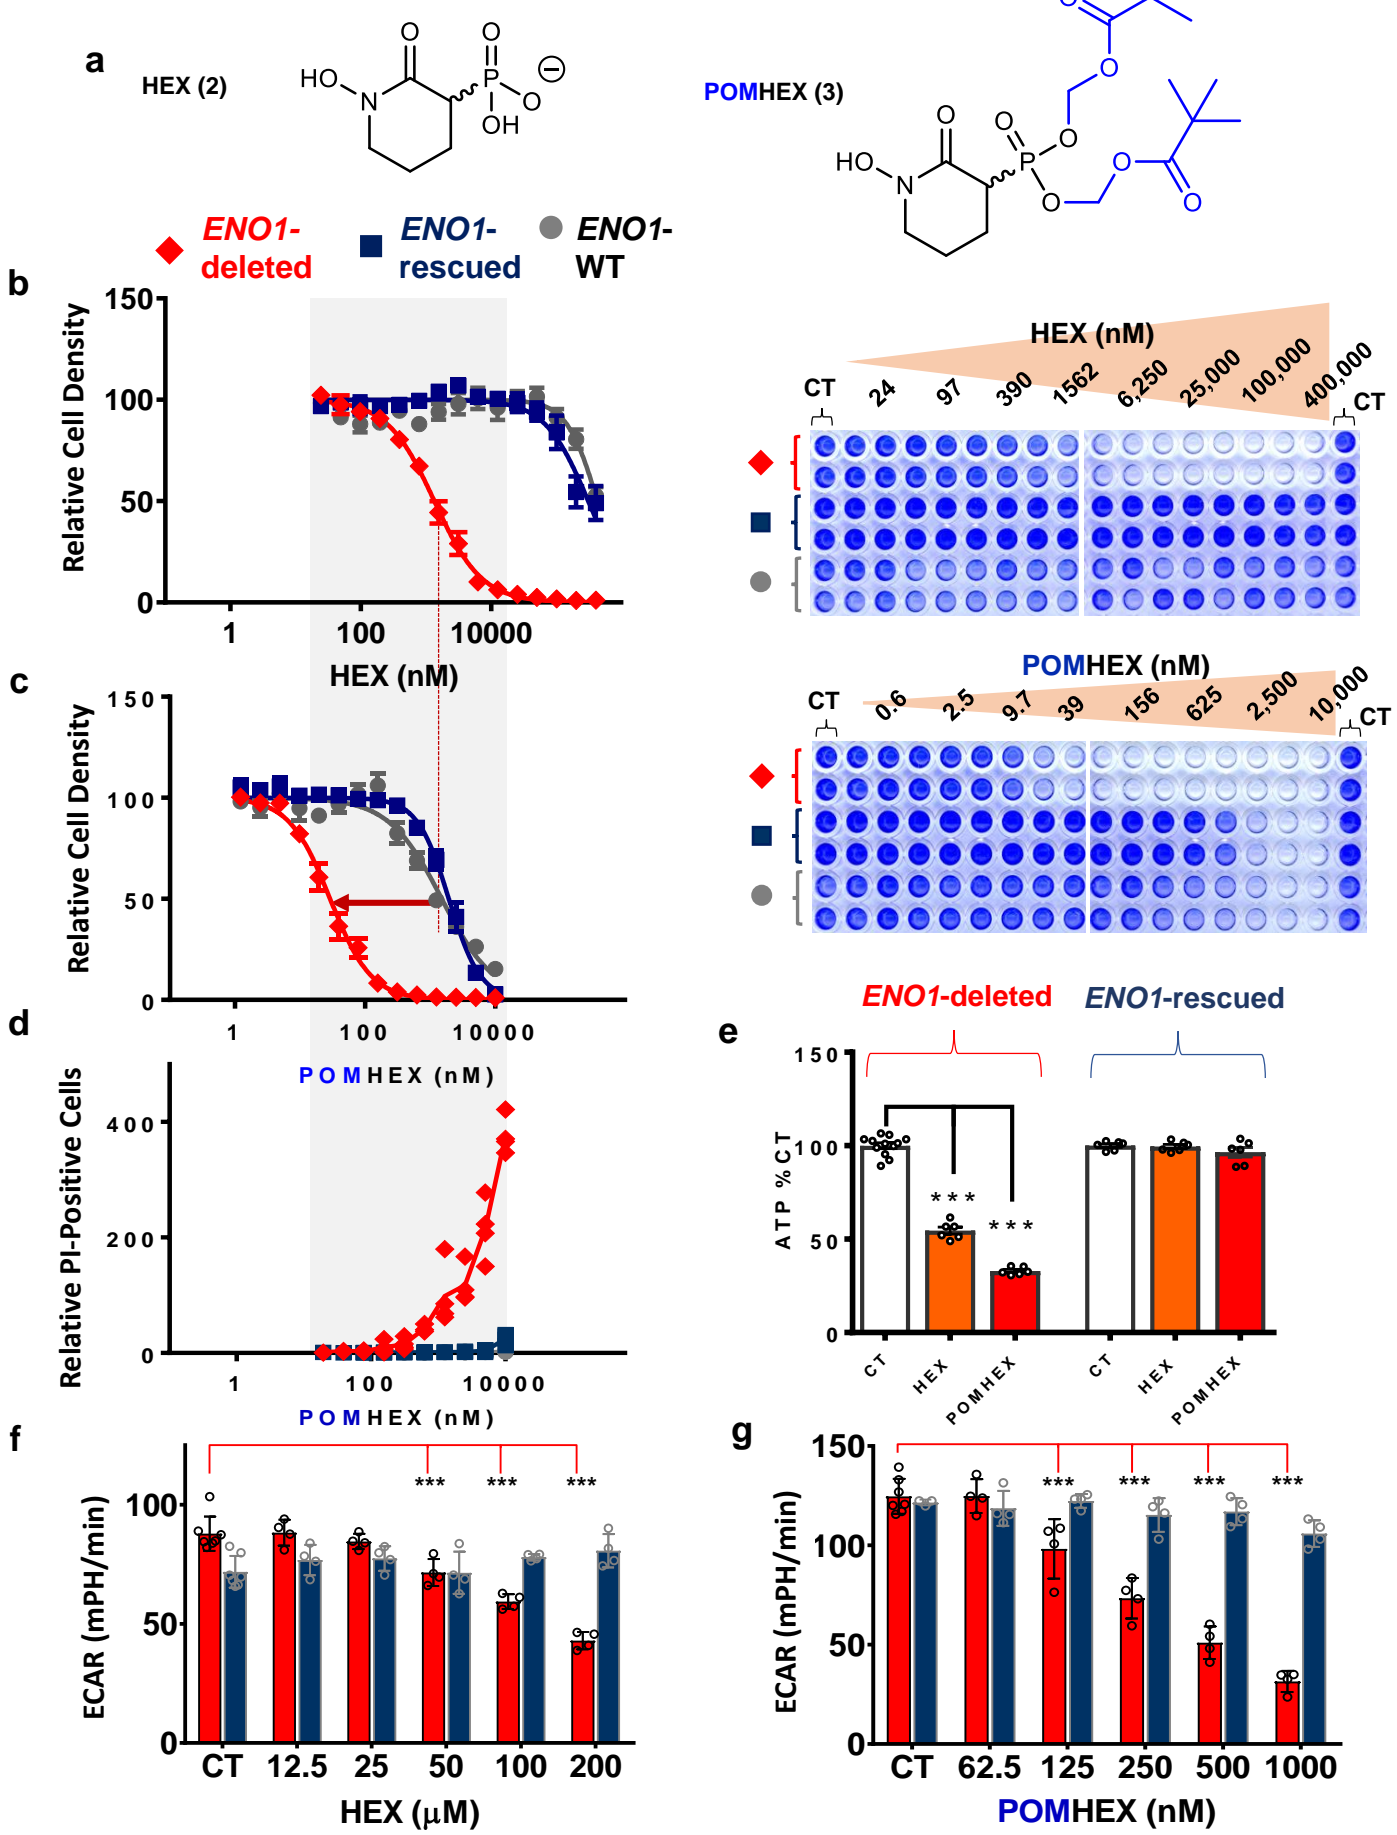 a
HEX (2)
O
O
HO
N
P
O
OH
POMHEX (3)
O
O
O
O
O
O
HO
N
P
O
O
ENO1-
deleted
ENO1-
rescued
ENO1-
WT
b
Relative Cell Density
150
100
50
0
1
100
10000
HEX (nM)
HEX (nM)
CT
24
97
390
1562
6,250
25,000
100,000
400,000
CT
c
Relative Cell Density
150
100
50
0
1
100
10000
POMHEX (nM)
POMHEX (nM)
CT
0.6
2.5
9.7
39
156
625
2,500
10,000
CT
d
Relative PI-Positive Cells
400
200
0
1
100
10000
POMHEX (nM)
e
ENO1-deleted
ENO1-rescued
ATP %CT
150
100
50
0
***
***
CT
HEX
POMHEX
CT
HEX
POMHEX
f
ECAR (mPH/min)
100
50
0
***
***
***
CT
12.5
25
50
100
200
HEX (μM)
g
ECAR (mPH/min)
150
100
50
0
***
***
***
***
CT
62.5
125
250
500
1000
POMHEX (nM)